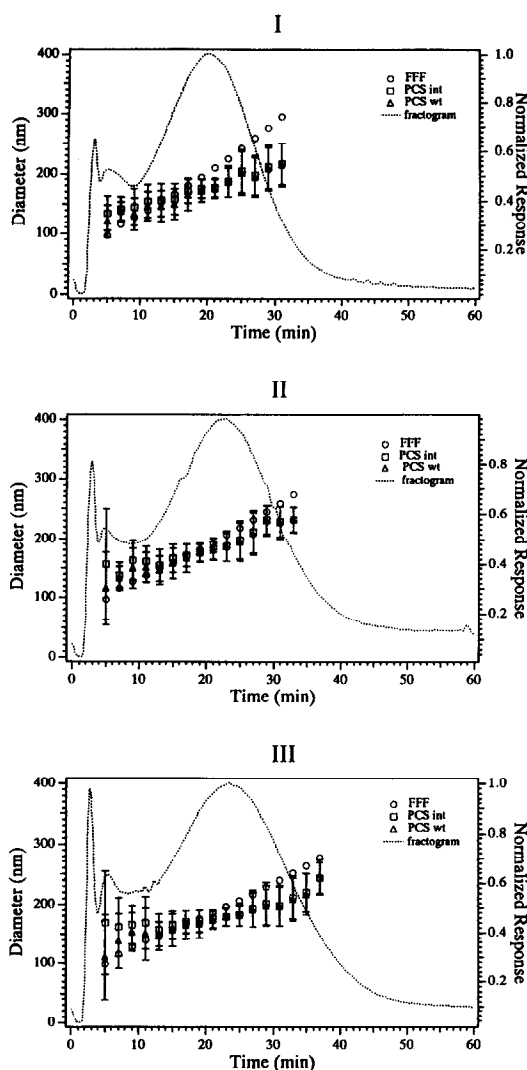 I
400
300
200
100
0
Diameter (nm)
FFF
PCS int
PCS wt
fractogram
1.0
0.8
0.6
0.4
0.2
Normalized Response
0 10 20 30 40 50 60
Time (min)
II
400
300
200
100
0
Diameter (nm)
FFF
PCS int
PCS wt
fractogram
0.8
0.6
0.4
0.2
Normalized Response
0 10 20 30 40 50 60
Time (min)
III
400
300
200
100
0
Diameter (nm)
FFF
PCS int
PCS wt
fractogram
1.0
0.8
0.6
0.4
0.2
Normalized Response
0 10 20 30 40 50 60
Time (min)